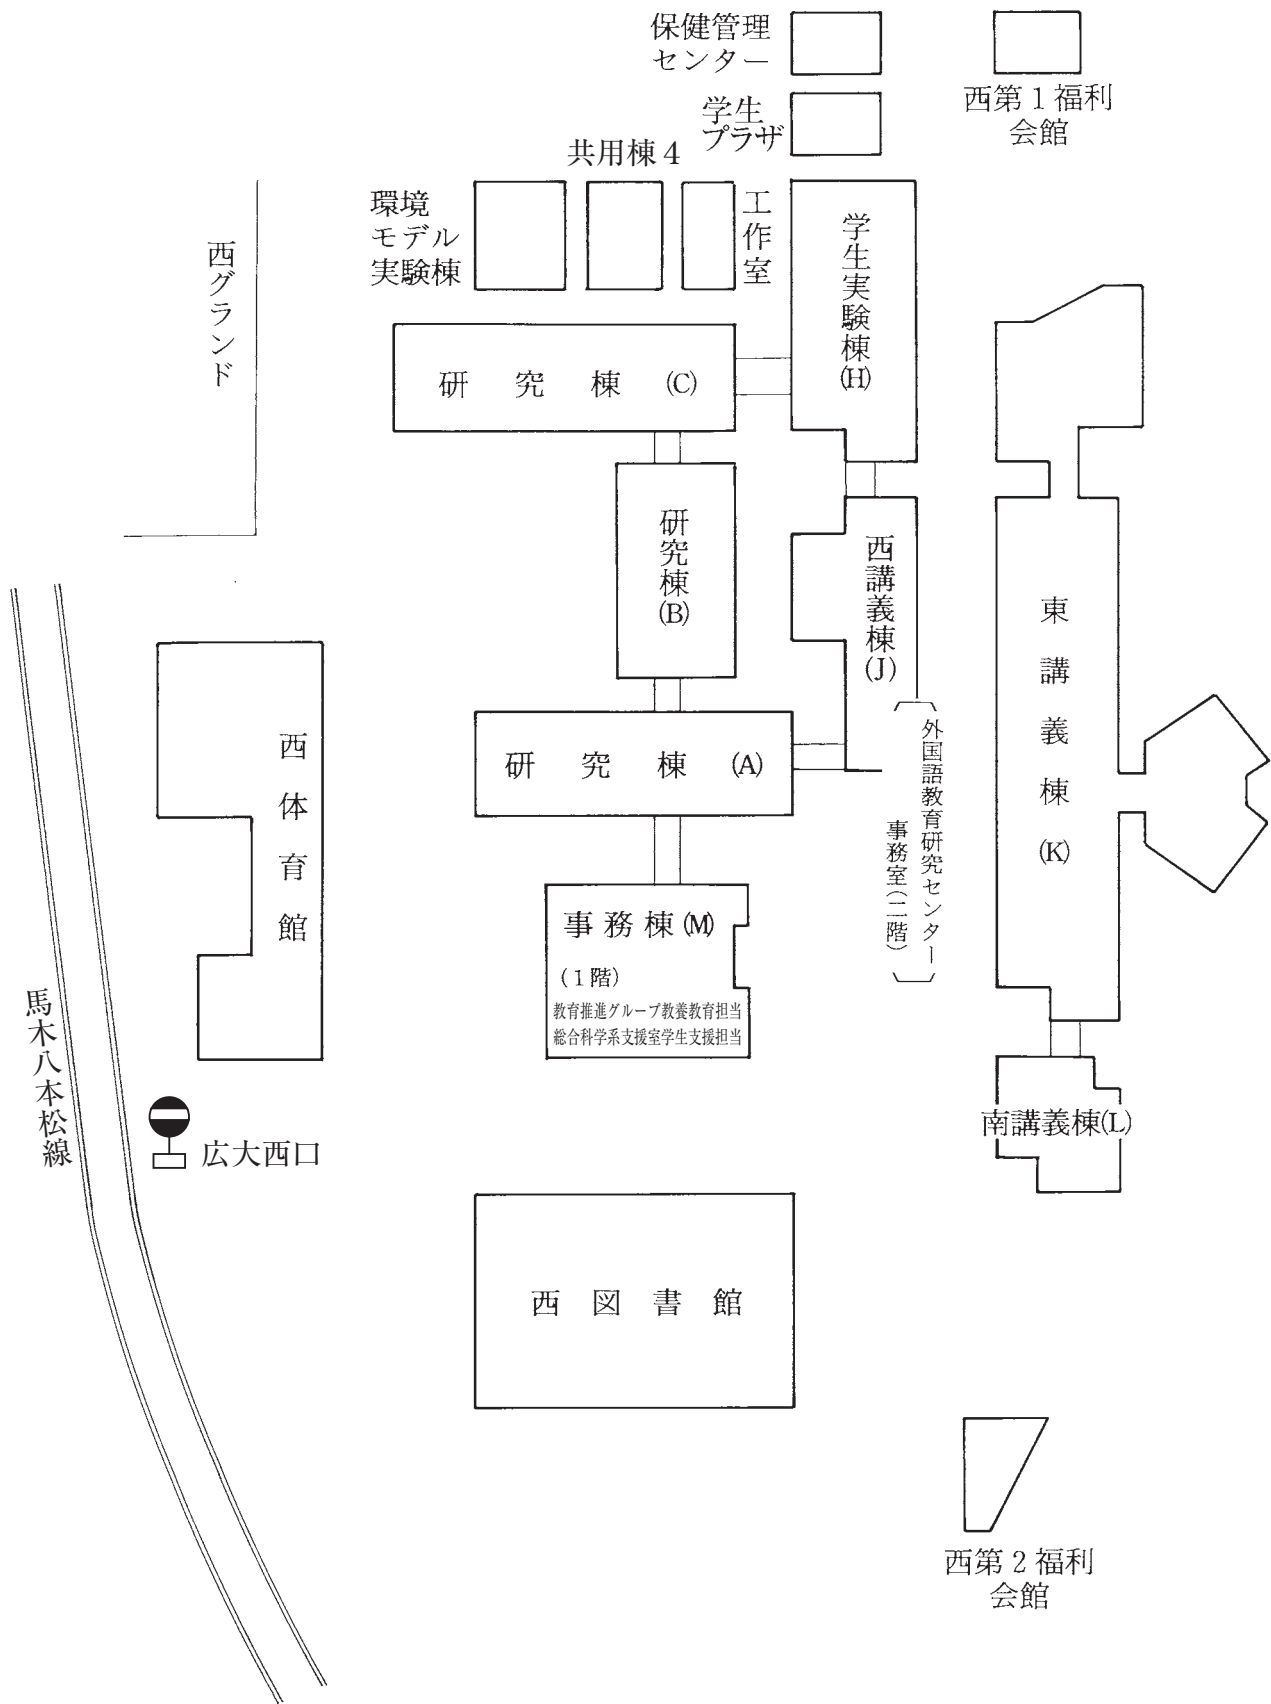 保健管理
センター
西第1福利
会館
学生
プラザ
共用棟4
環境
モデル
実験棟
工作室
学生実験棟(H)
西グランド
研究棟(C)
研究棟(B)
西講義棟(J)
東講義棟(K)
西体育館
研究棟(A)
外国語教育研究センター
事務室(二階)
事務棟(M)
(1階)
教育推進グループ教養教育担当
総合科学系支援室学生支援担当
馬木八本松線
広大西口
南講義棟(L)
西図書館
西第2福利
会館